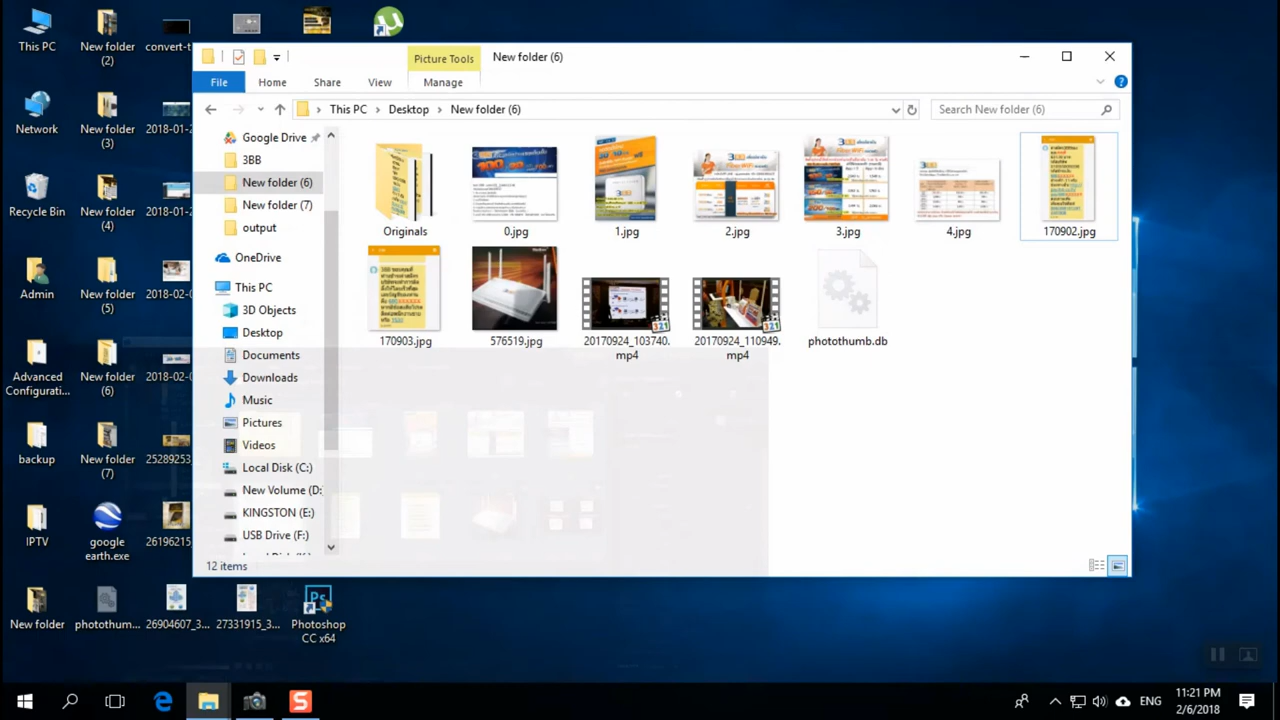 This PC
New folder
(2)
convert-t
Network
New folder
(3)
2018-01-2
Recycle Bin
New folder
(4)
2018-01-2
Admin
New folder
(5)
2018-02-0
Advanced
Configurati...
New folder
(6)
2018-02-0
backup
New folder
(7)
25289253_
IPTV
google
earth.exe
26196215_
New folder
photothum...
26904607_3...
27331915_3...
Photoshop
CC x64
Picture Tools
New folder (6)
File
Home
Share
View
Manage
This PC
Desktop
New folder (6)
Search New folder (6)
Google Drive
3BB
New folder (6)
New folder (7)
output
OneDrive
This PC
3D Objects
Desktop
Documents
Downloads
Music
Pictures
Videos
Local Disk (C:)
New Volume (D:
KINGSTON (E:)
USB Drive (F:)
Originals
0.jpg
1.jpg
2.jpg
3.jpg
4.jpg
170902.jpg
170903.jpg
576519.jpg
20170924_103740.
mp4
20170924_110949.
mp4
photothumb.db
12 items
ENG
11:21 PM
2/6/2018